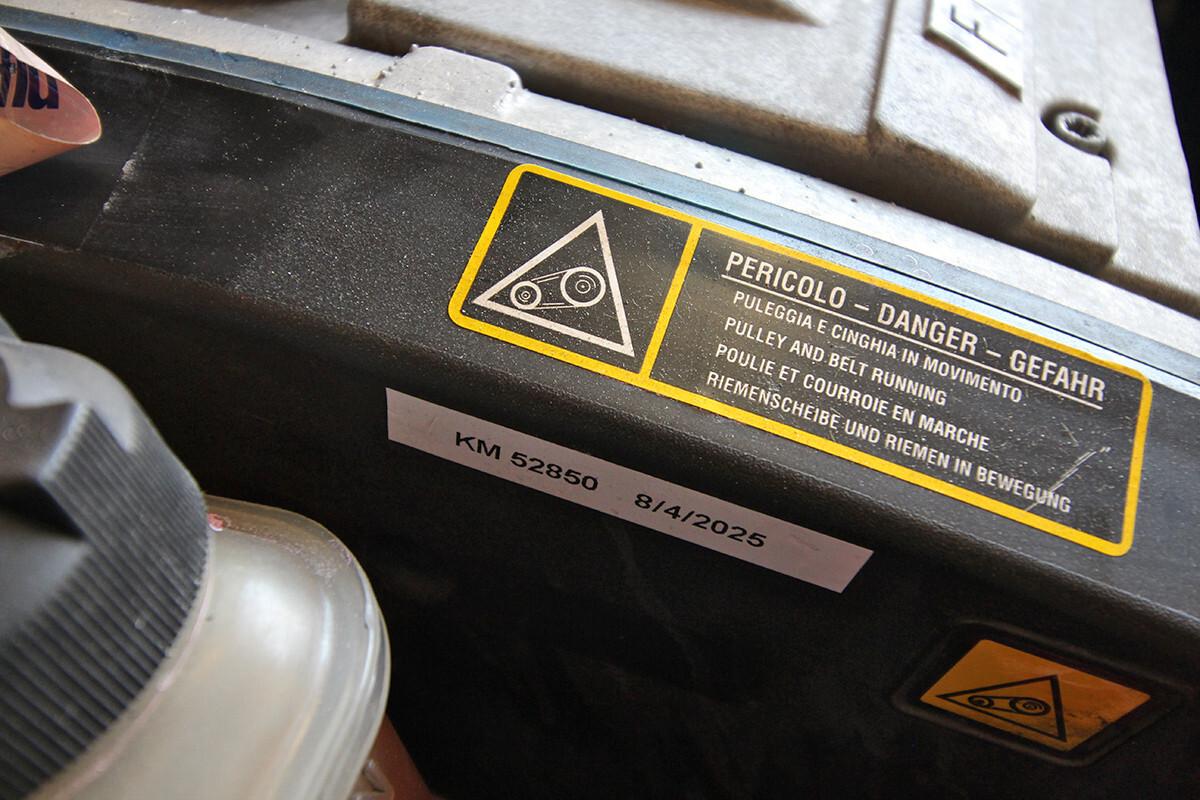 PERICOLO – DANGER – GEFAHR
PULEGGIA E CINGHIA IN MOVIMENTO
PULLEY AND BELT RUNNING
POULIE ET COURROIE EN MARCHE
RIEMENSCHEIBE UND RIEMEN IN BEWEGUNG
KM 52850 8/4/2025